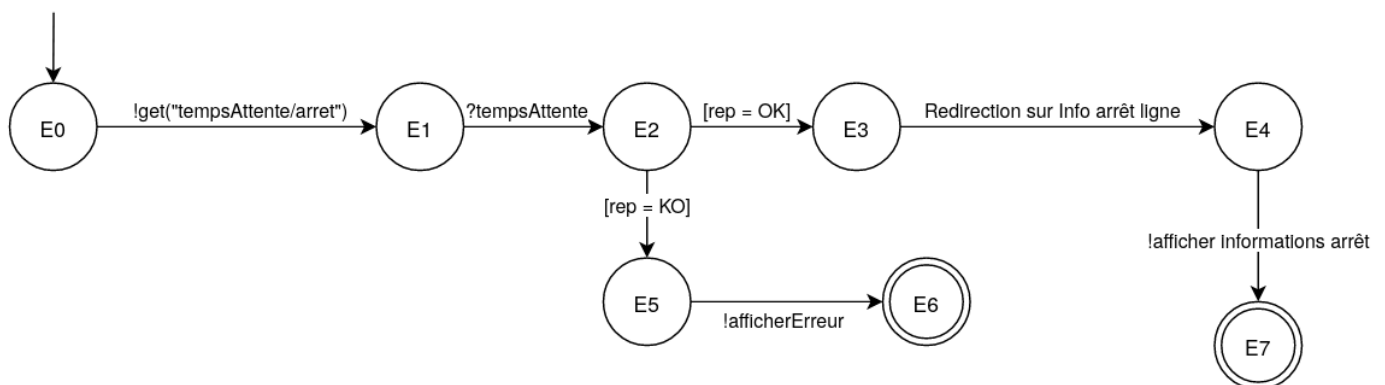 !get("tempsAttente/arret")
?tempsAttente
[rep = OK]
Redirection sur Info arrêt ligne
E0
E1
E2
E3
E4
[rep = KO]
!afficher informations arrêt
E5
E6
!afficherErreur
E7